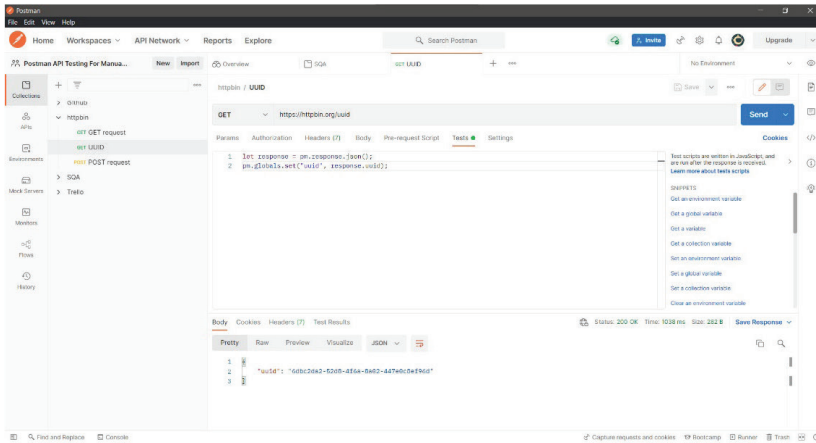 Postman
File Edit View Help
Home Workspaces API Network Reports Explore
Search Postman
Invite
Upgrade
Postman API Testing For Manua...
New Import
Overview
SQA
GET UUID
No Environment
Collections
APIs
Environments
Mock Servers
Monitors
Flows
History
GitHub
httpbin
GET GET request
GET UUID
POST POST request
SQA
Trello
httpbin / UUID
Save
GET https://httpbin.org/uuid
Send
Params Authorization Headers (7) Body Pre-request Script Tests Settings
Cookies
1 let response = pm.response.json();
2 pm.globals.set("uuid", response.uuid);
Test scripts are written in JavaScript, and
are run after the response is received.
Learn more about tests scripts
SNIPPETS
Get an environment variable
Get a global variable
Get a variable
Get a collection variable
Set an environment variable
Set a global variable
Set a collection variable
Clear an environment variable
Body Cookies Headers (7) Test Results
Status: 200 OK Time: 1038 ms Size: 282 B Save Response
Pretty Raw Preview Visualize JSON
1 {
2 "uuid":
3 }
Find and Replace Console
Capture requests and cookies Bootcamp Runner Trash